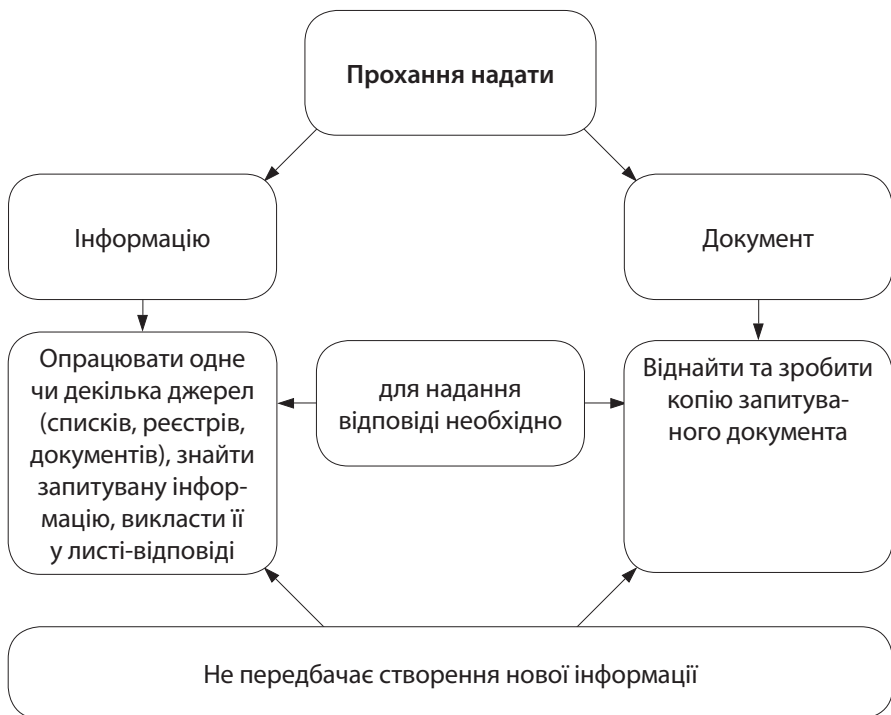 Прохання надати
Інформацію
Документ
Опрацювати одне
чи декілька джерел
(списків, реєстрів,
документів), знайти
запитувану інфор-
мацію, викласти її
у листі-відповіді
для надання
відповіді необхідно
Віднайти та зробити
копію запитува-
ного документа
Не передбачає створення нової інформації